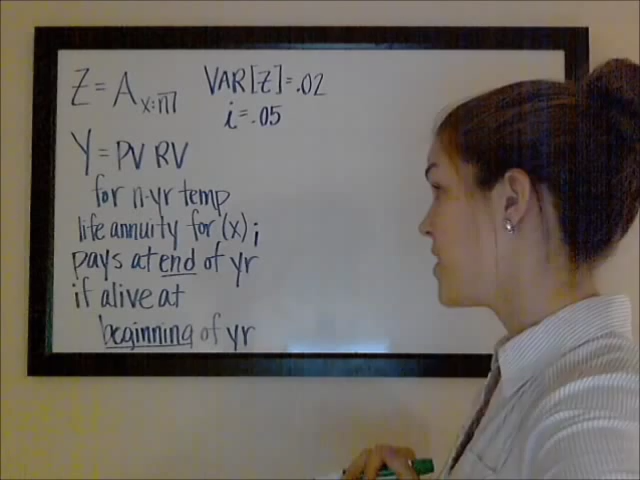 Z = A x:n̅| VAR[Z] = .02
i = .05
Y = PV RV
for n-yr temp
life annuity for (x);
pays at end of yr
if alive at
beginning of yr